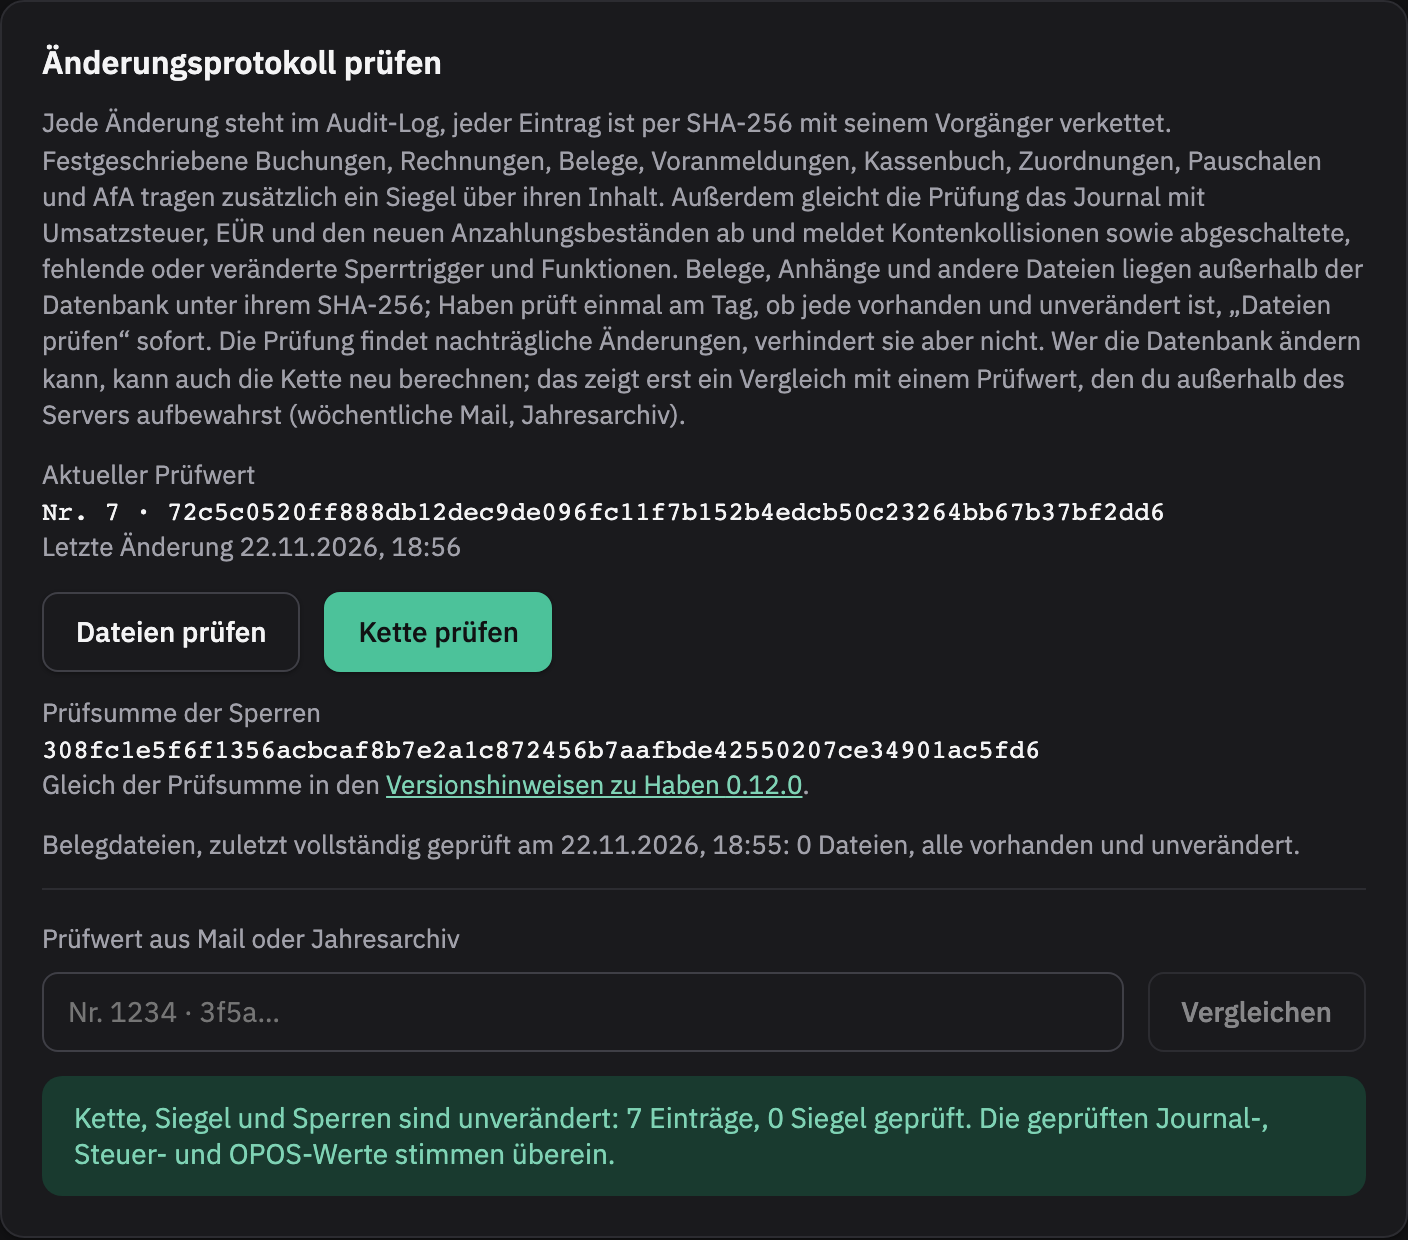 Änderungsprotokoll prüfen
Jede Änderung steht im Audit-Log, jeder Eintrag ist per SHA-256 mit seinem Vorgänger verkettet.
Festgeschriebene Buchungen, Rechnungen, Belege, Voranmeldungen, Kassenbuch, Zuordnungen, Pauschalen
und AfA tragen zusätzlich ein Siegel über ihren Inhalt. Außerdem gleicht die Prüfung das Journal mit
Umsatzsteuer, EÜR und den neuen Anzahlungsbeständen ab und meldet Kontenkollisionen sowie abgeschaltete,
fehlende oder veränderte Sperrtrigger und Funktionen. Belege, Anhänge und andere Dateien liegen außerhalb der
Datenbank unter ihrem SHA-256; Haben prüft einmal am Tag, ob jede vorhanden und unverändert ist, „Dateien
prüfen“ sofort. Die Prüfung findet nachträgliche Änderungen, verhindert sie aber nicht. Wer die Datenbank ändern
kann, kann auch die Kette neu berechnen; das zeigt erst ein Vergleich mit einem Prüfwert, den du außerhalb des
Servers aufbewahrst (wöchentliche Mail, Jahresarchiv).
Aktueller Prüfwert
Nr. 7 · 72c5c0520ff888db12dec9de096fc11f7b152b4edcb50c23264bb67b37bf2dd6
Letzte Änderung 22.11.2026, 18:56
Dateien prüfen
Kette prüfen
Prüfsumme der Sperren
308fc1e5f6f1356acbcaf8b7e2a1c872456b7aafbde42550207ce34901ac5fd6
Gleich der Prüfsumme in den Versionshinweisen zu Haben 0.12.0.
Belegdateien, zuletzt vollständig geprüft am 22.11.2026, 18:55: 0 Dateien, alle vorhanden und unverändert.
Prüfwert aus Mail oder Jahresarchiv
Nr. 1234 · 3f5a…
Vergleichen
Kette, Siegel und Sperren sind unverändert: 7 Einträge, 0 Siegel geprüft. Die geprüften Journal-,
Steuer- und OPOS-Werte stimmen überein.